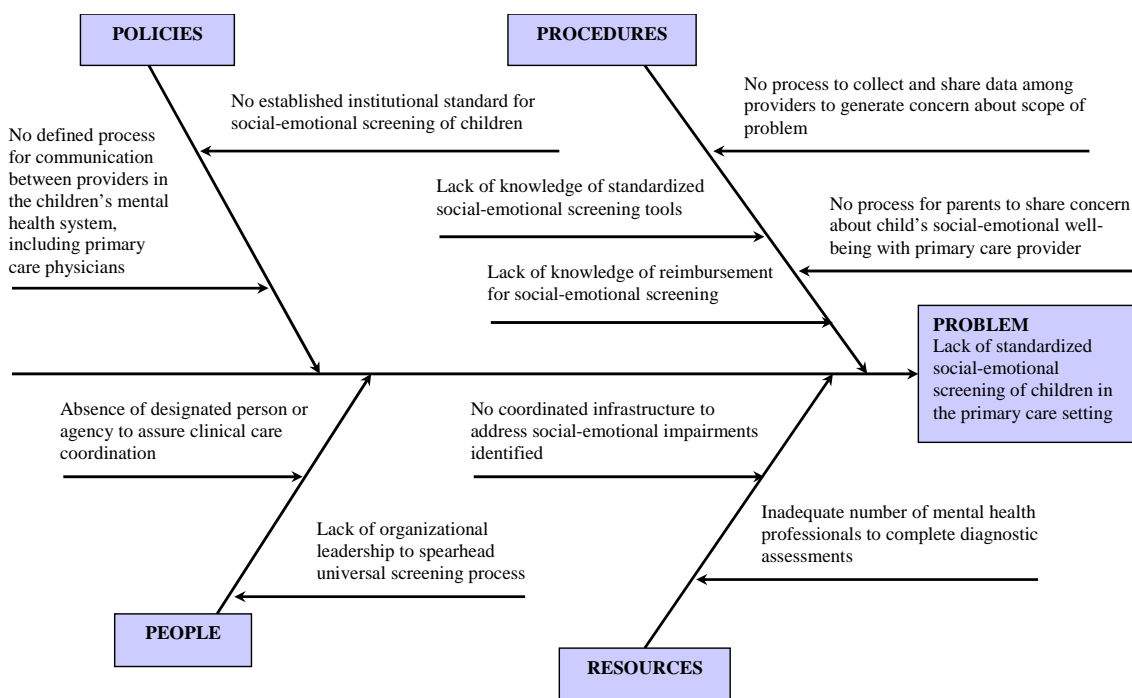 POLICIES
PROCEDURES
No established institutional standard for
social-emotional screening of children
No process to collect and share data among
providers to generate concern about scope of
problem
No defined process
for communication
between providers in
the children’s mental
health system,
including primary
care physicians
Lack of knowledge of standardized
social-emotional screening tools
No process for parents to share concern
about child’s social-emotional well-
being with primary care provider
Lack of knowledge of reimbursement
for social-emotional screening
PROBLEM
Lack of standardized
social-emotional
screening of children in
the primary care setting
Absence of designated person or
agency to assure clinical care
coordination
No coordinated infrastructure to
address social-emotional impairments
identified
Lack of organizational
leadership to spearhead
universal screening process
Inadequate number of mental health
professionals to complete diagnostic
assessments
PEOPLE
RESOURCES